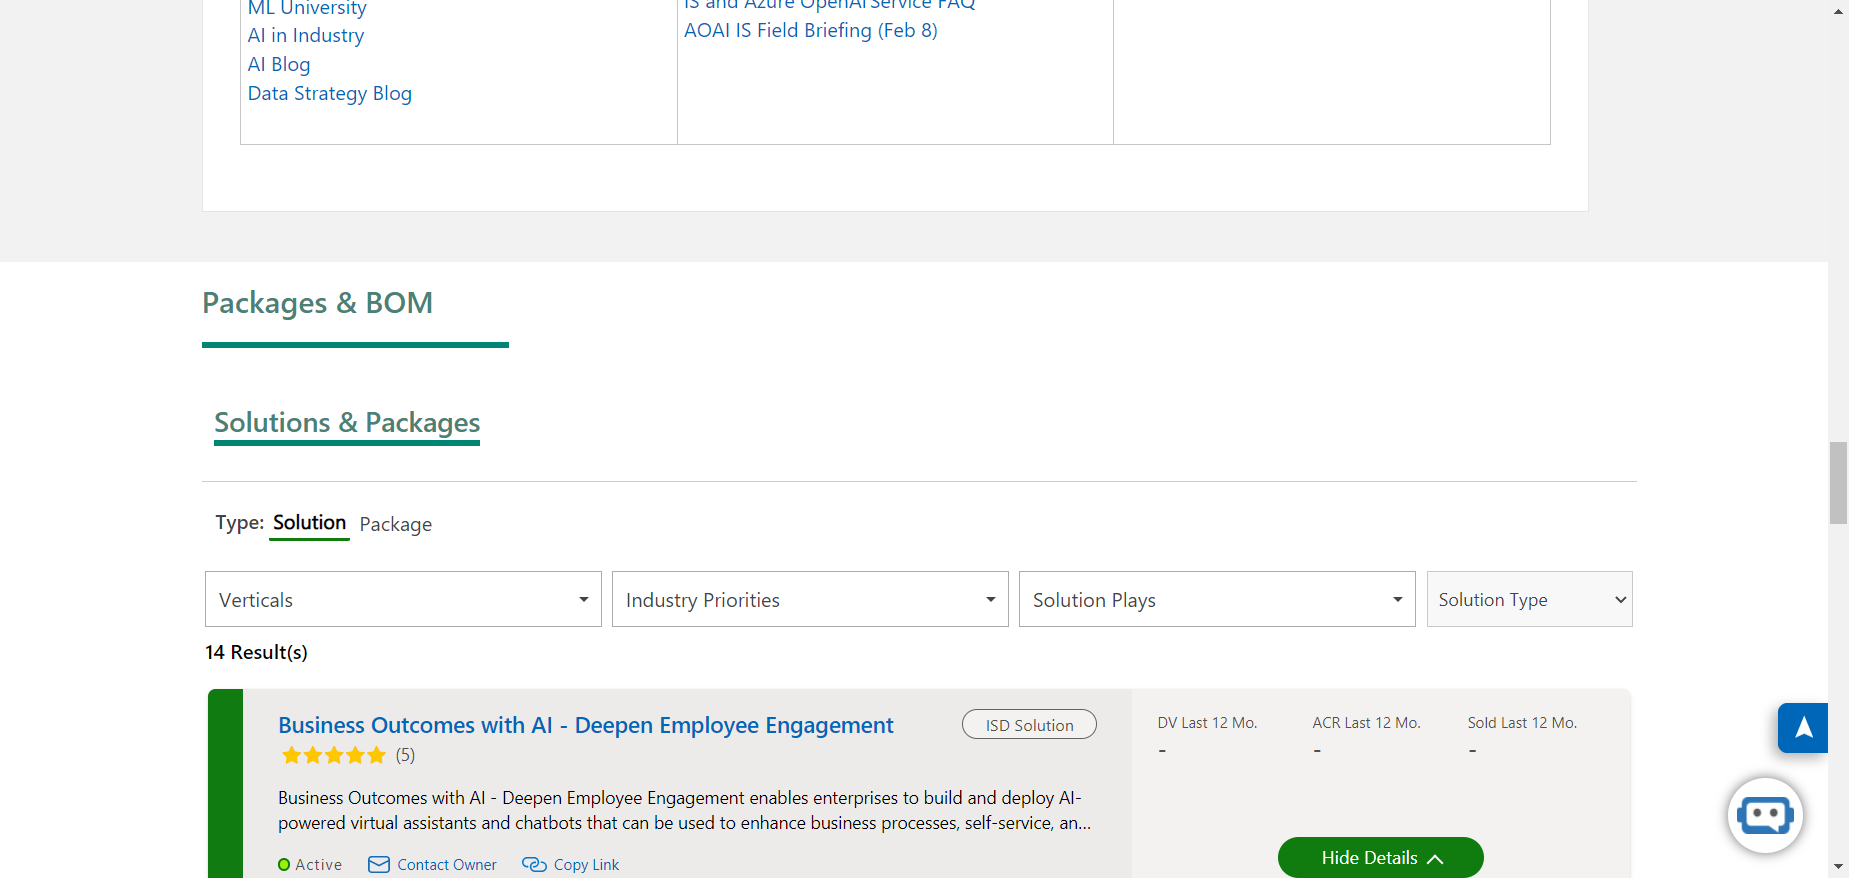 ML University
AI in Industry
AI Blog
Data Strategy Blog
IS and Azure OpenAI Service FAQ
AOAI IS Field Briefing (Feb 8)
Packages & BOM
Solutions & Packages
Type: Solution Package
Verticals
Industry Priorities
Solution Plays
Solution Type
14 Result(s)
Business Outcomes with AI - Deepen Employee Engagement
ISD Solution
(5)
Business Outcomes with AI - Deepen Employee Engagement enables enterprises to build and deploy AI-
powered virtual assistants and chatbots that can be used to enhance business processes, self-service, an...
Active Contact Owner Copy Link
DV Last 12 Mo. ACR Last 12 Mo. Sold Last 12 Mo.
- - -
Hide Details